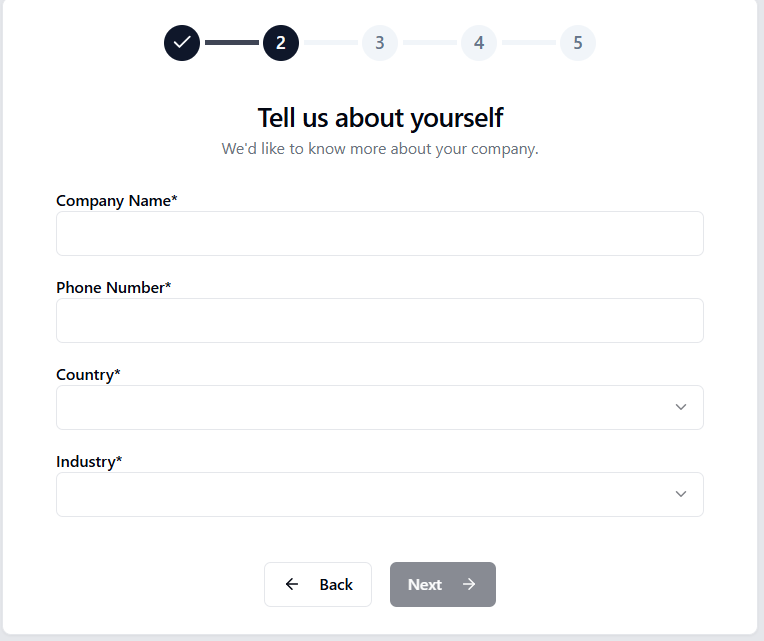 2 3 4 5
Tell us about yourself
We'd like to know more about your company.
Company Name*
Phone Number*
Country*
Industry*
Back Next